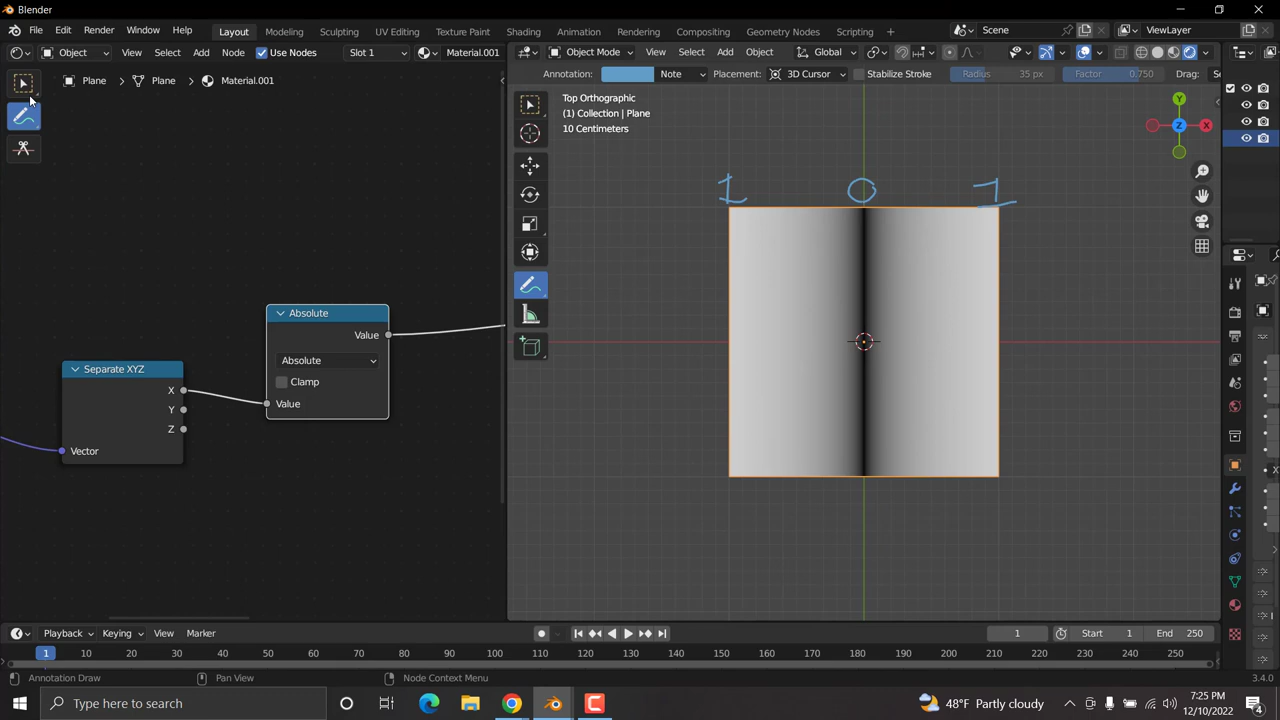 Blender
File Edit Render Window Help Layout Modeling Sculpting UV Editing Texture Paint Shading Animation Rendering Compositing Geometry Nodes Scripting Scene ViewLayer
Object View Select Add Node Use Nodes Slot 1 Material.001 Object Mode View Select Add Object Global
Plane > Plane > Material.001 Annotation: Note Placement: 3D Cursor Stabilize Stroke Radius 35 px Factor 0.750 Drag:
Top Orthographic
(1) Collection | Plane
10 Centimeters
Y
Z X
1 0 1
Absolute
Value
Absolute
Clamp
Value
Separate XYZ
X
Y
Z
Vector
Playback Keying View Marker 1 Start 1 End 250
1 10 20 30 40 50 60 70 80 90 100 110 120 130 140 150 160 170 180 190 200 210 220 230 240 250
Annotation Draw Pan View Node Context Menu 3.4.0
Type here to search 48°F Partly cloudy 7:25 PM
12/10/2022 4